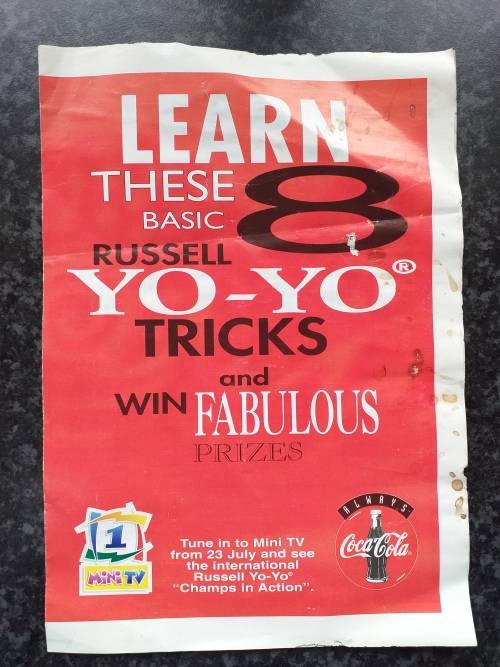 LEARN
THESE 8
BASIC
RUSSELL
YO-YO®
TRICKS
and
WIN FABULOUS
PRIZES
1
MiNi TV
Tune in to Mini TV
from 23 July and see
the international
Russell Yo-Yo®
“Champs in Action”.
ALWAYS
Coca-Cola